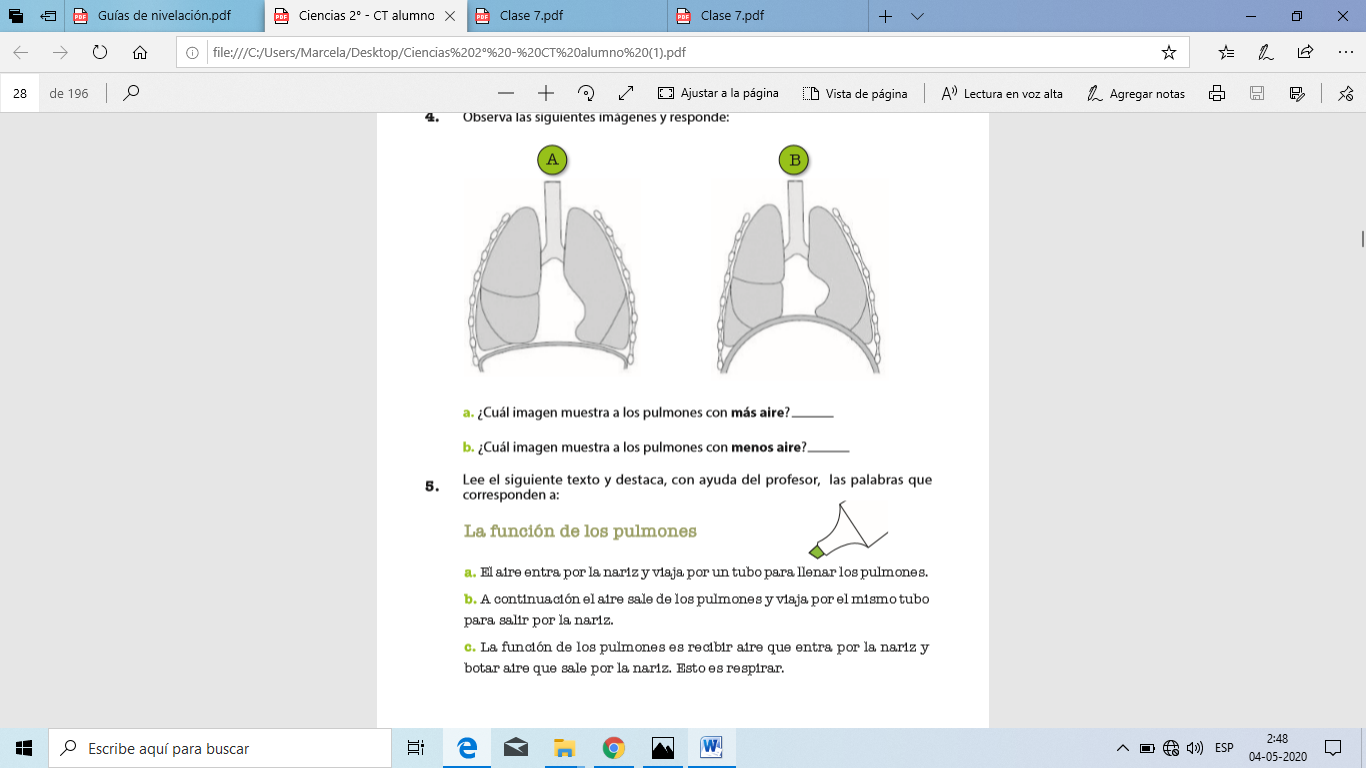 Guías de nivelación.pdf
Ciencias 2° - CT alumno
Clase 7.pdf
Clase 7.pdf
file:///C:/Users/Marcela/Desktop/Ciencias%202°%20-%20CT%20alumno%20(1).pdf
28 de 196
Ajustar a la página
Vista de página
Lectura en voz alta
Agregar notas
4. Observa las siguientes imágenes y responde:
A
B
a. ¿Cuál imagen muestra a los pulmones con más aire?______
b. ¿Cuál imagen muestra a los pulmones con menos aire?______
5. Lee el siguiente texto y destaca, con ayuda del profesor, las palabras que
corresponden a:
La función de los pulmones
a. El aire entra por la nariz y viaja por un tubo para llenar los pulmones.
b. A continuación el aire sale de los pulmones y viaja por el mismo tubo
para salir por la nariz.
c. La función de los pulmones es recibir aire que entra por la nariz y
botar aire que sale por la nariz. Esto es respirar.
Escribe aquí para buscar
ESP
2:48
04-05-2020